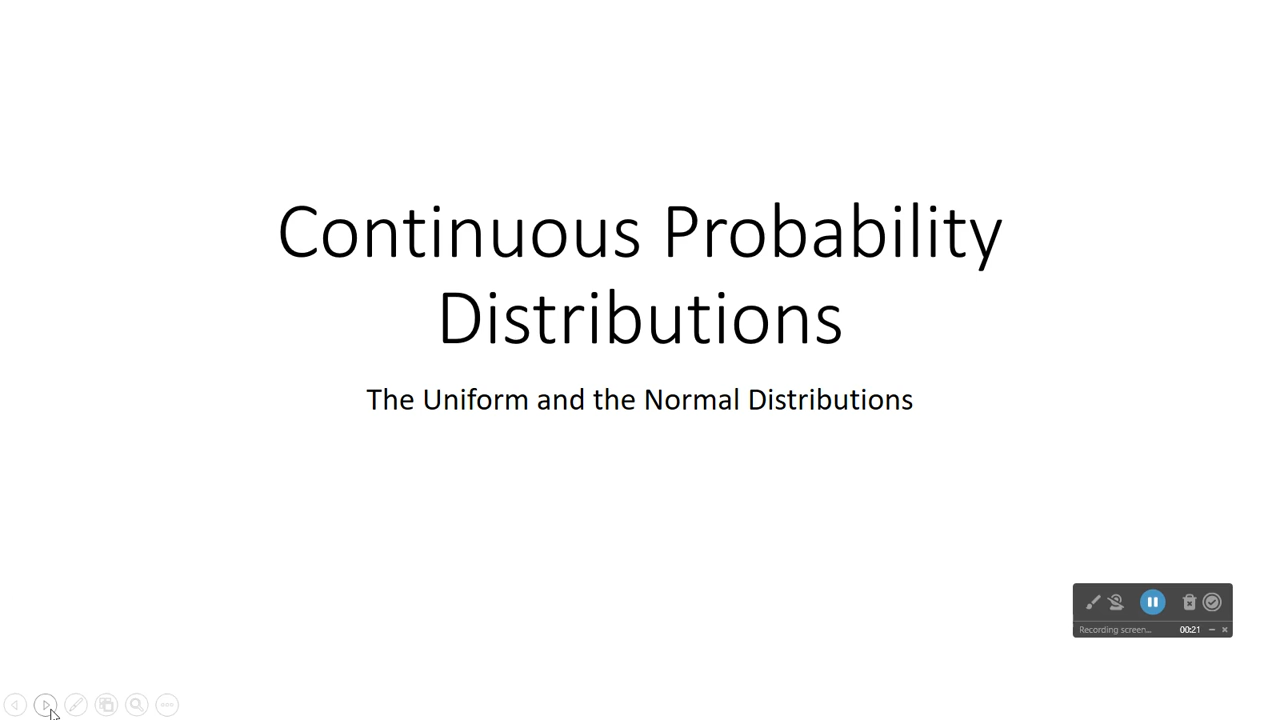 Continuous Probability
Distributions
The Uniform and the Normal Distributions
Recording screen...
00:21